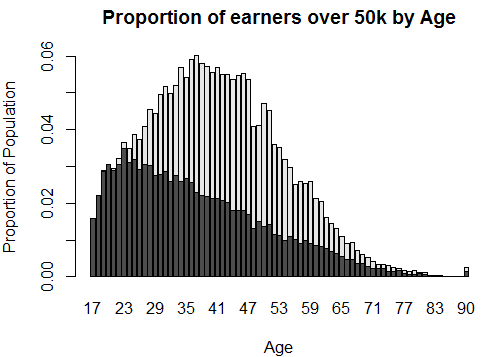 Proportion of earners over 50k by Age
Proportion of Population
0.06
0.04
0.02
0.00
17 23 29 35 41 47 53 59 65 71 77 83 90
Age